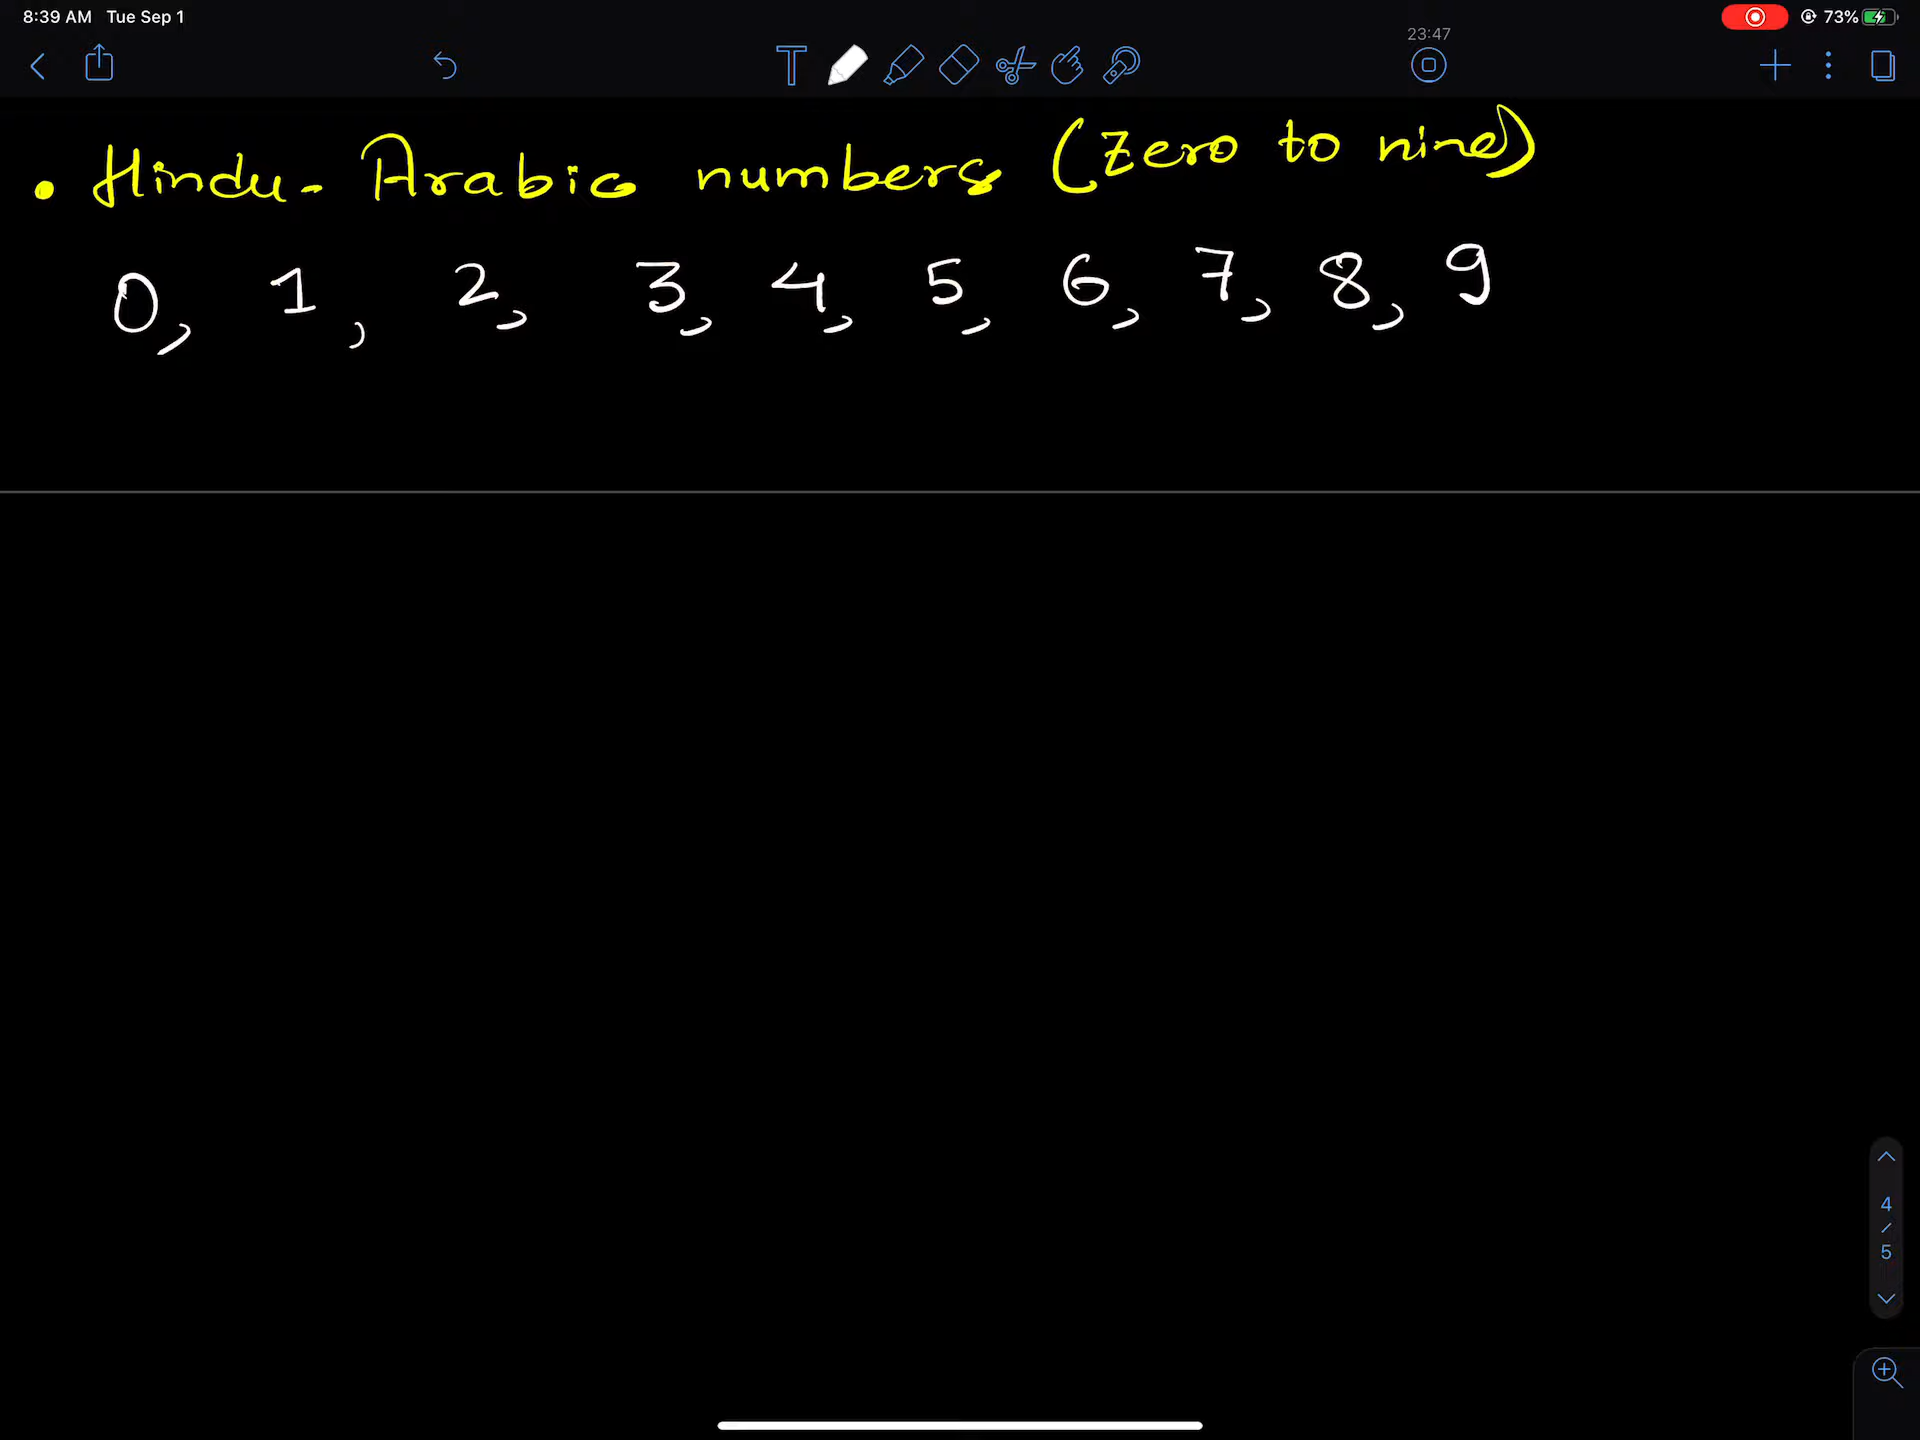 8:39 AM Tue Sep 1
73%
23:47
T
• Hindu-Arabic numbers (Zero to nine)
0, 1, 2, 3, 4, 5, 6, 7, 8, 9
4
/
5